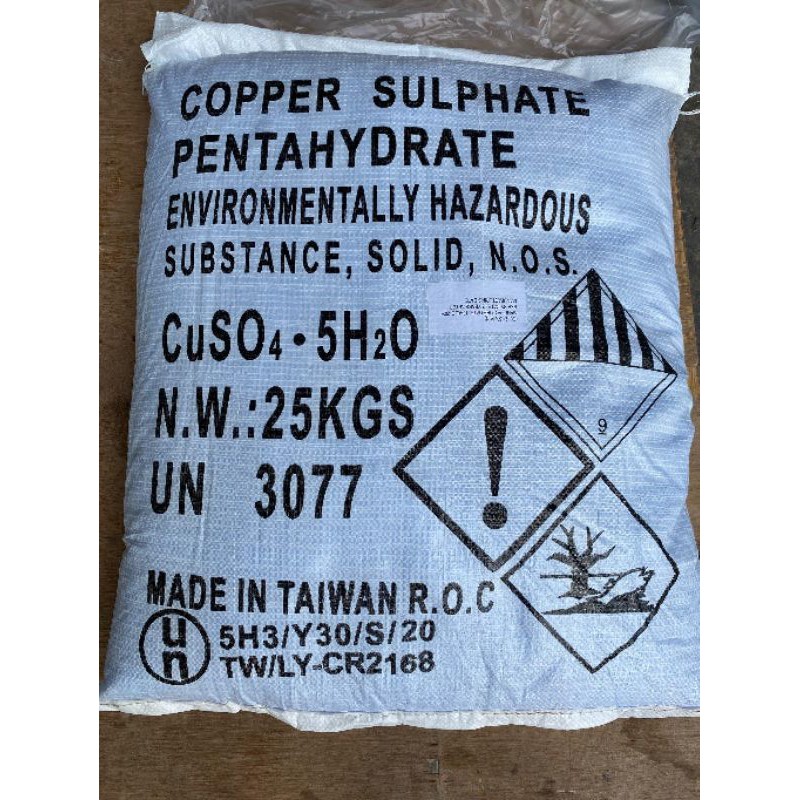 COPPER SULPHATE
PENTAHYDRATE
ENVIRONMENTALLY HAZARDOUS
SUBSTANCE, SOLID, N.O.S.
CuSO4 • 5H2O
N.W.:25KGS
UN 3077
9
MADE IN TAIWAN R.O.C
un
5H3/Y30/S/20
TW/LY-CR2168